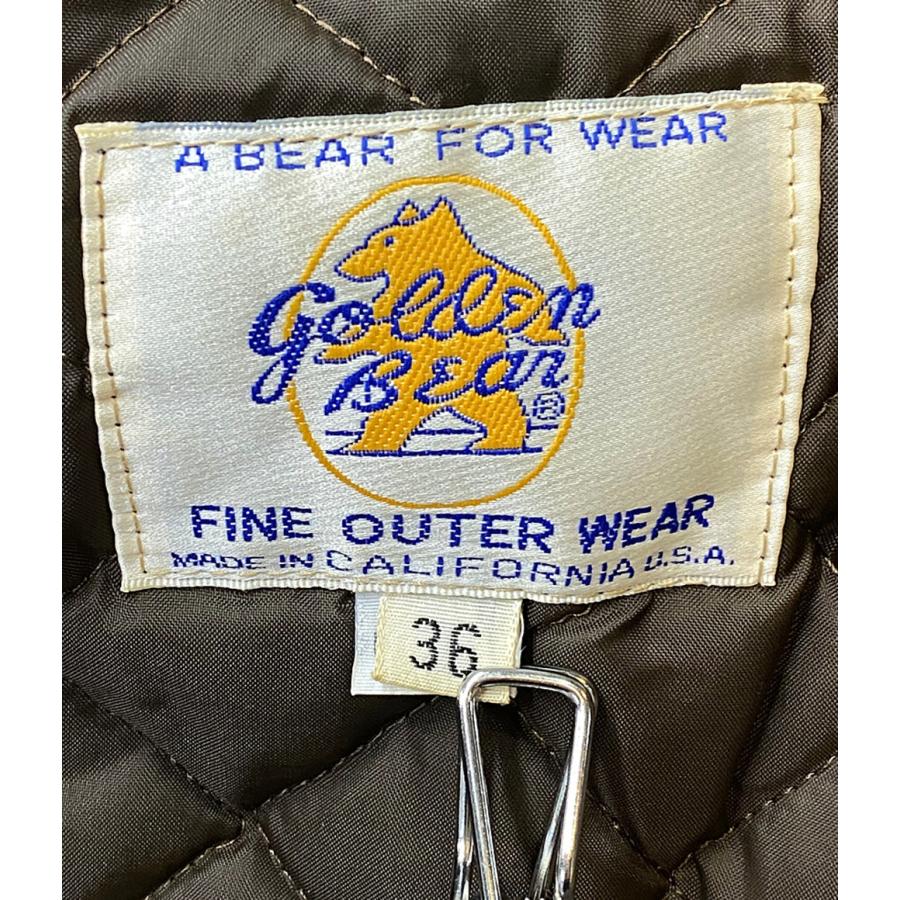 A BEAR FOR WEAR
Golden
Bear ®
FINE OUTER WEAR
MADE IN CALIFORNIA U.S.A.
36